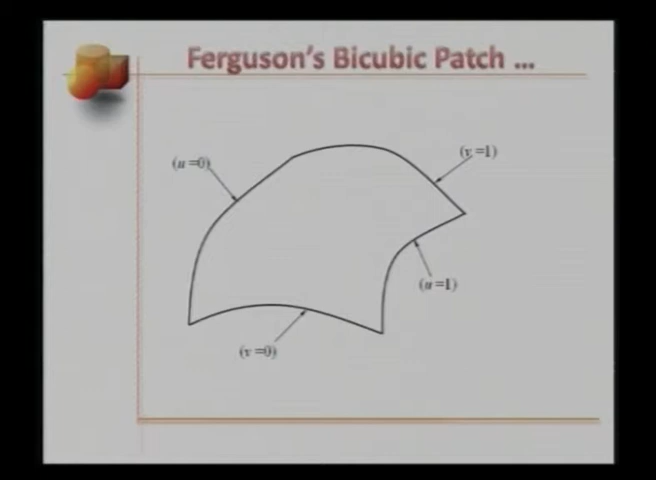 Ferguson's Bicubic Patch ...
(u=0)
(v=1)
(u=1)
(v=0)